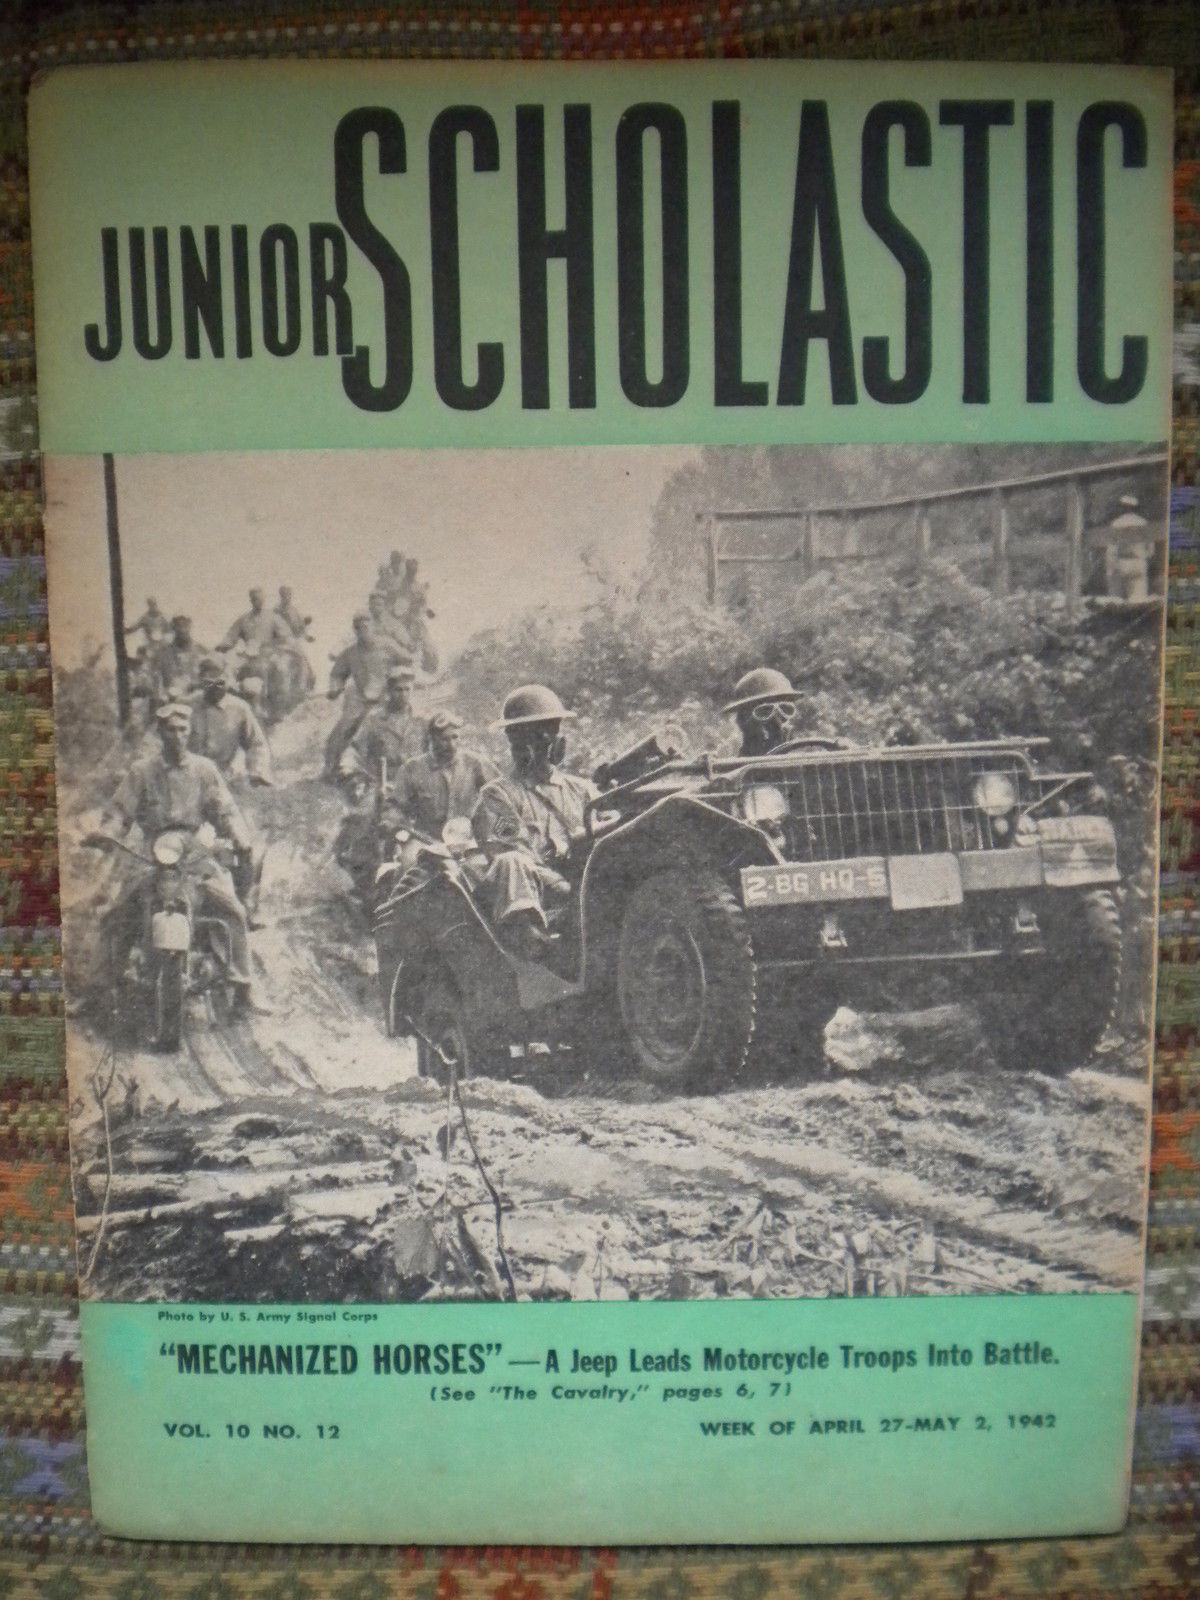 JUNIOR SCHOLASTIC
2-BG HQ-5
Photo by U. S. Army Signal Corps
"MECHANIZED HORSES"—A Jeep Leads Motorcycle Troops Into Battle.
(See "The Cavalry," pages 6, 7)
VOL. 10 NO. 12
WEEK OF APRIL 27-MAY 2, 1942